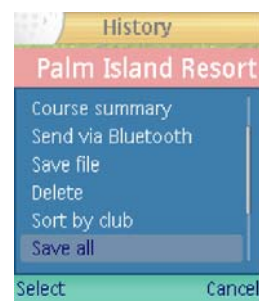 History
Palm Island Resort
Course summary
Send via Bluetooth
Save file
Delete
Sort by club
Save all
Select Cancel